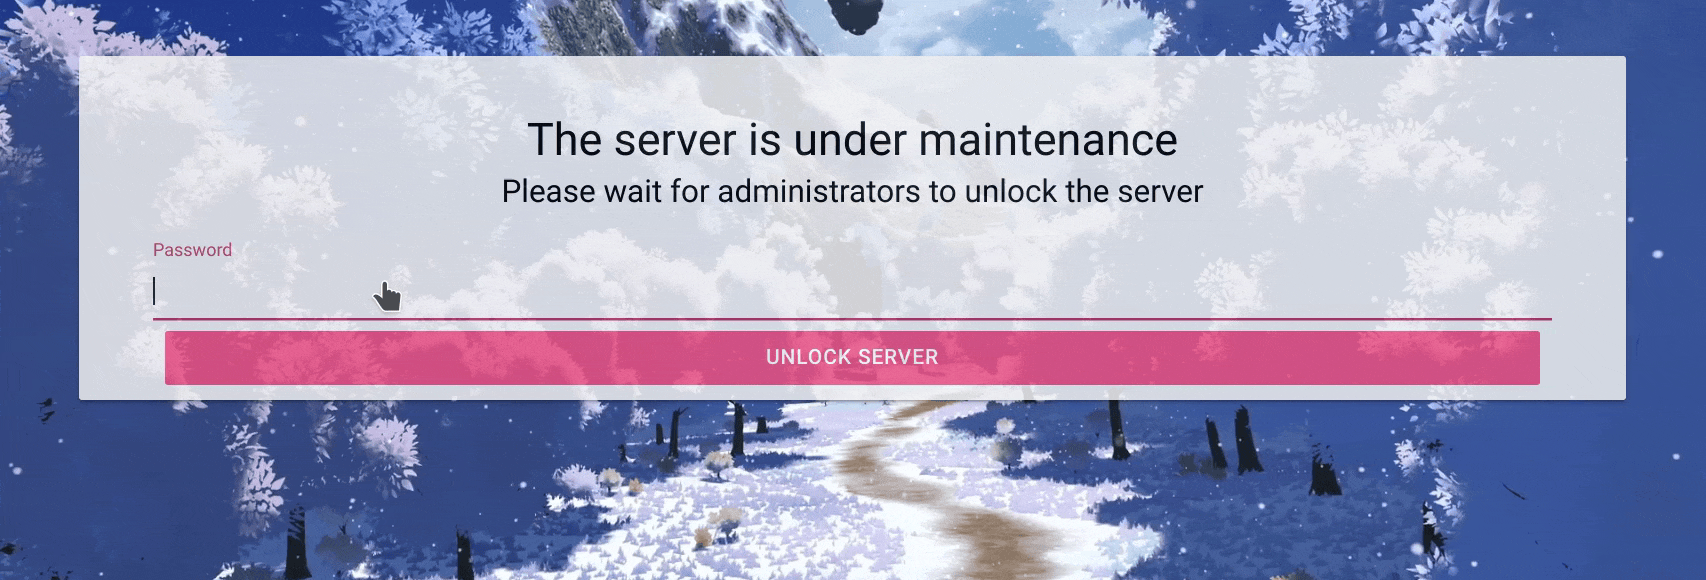 The server is under maintenance
Please wait for administrators to unlock the server
Password
UNLOCK SERVER